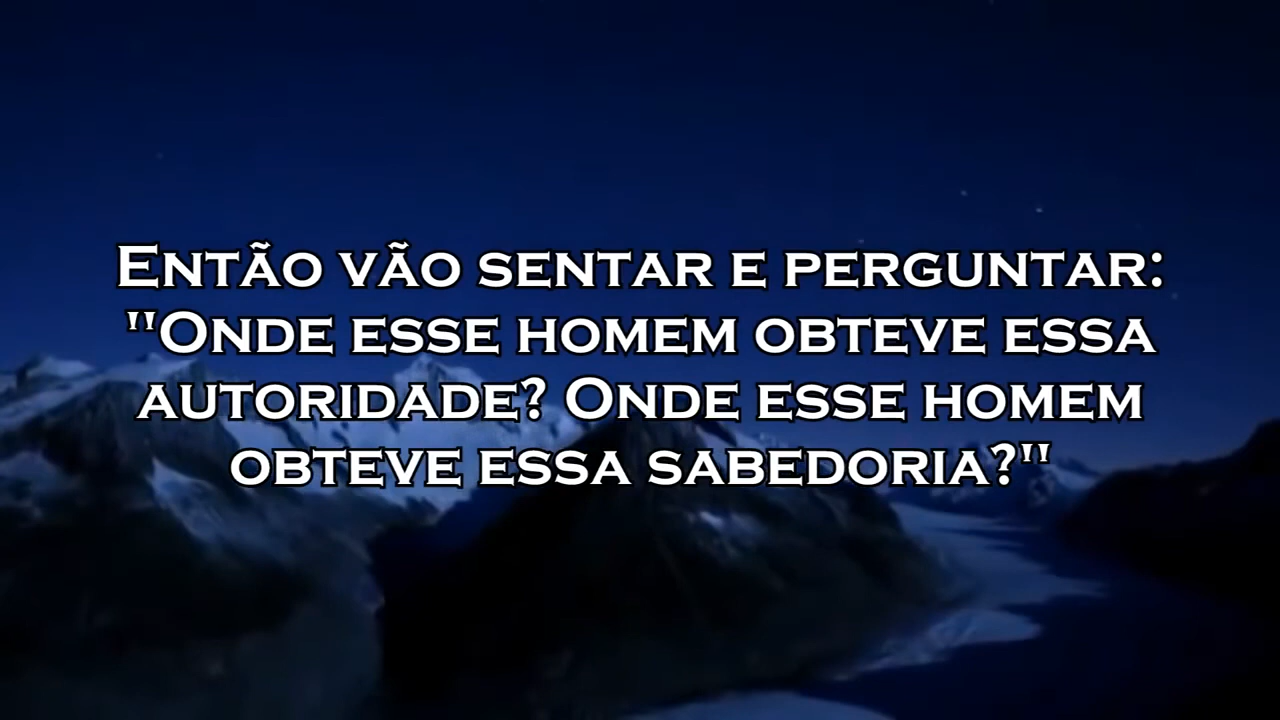 Então vão sentar e perguntar:
"Onde esse homem obteve essa
autoridade? Onde esse homem
obteve essa sabedoria?"